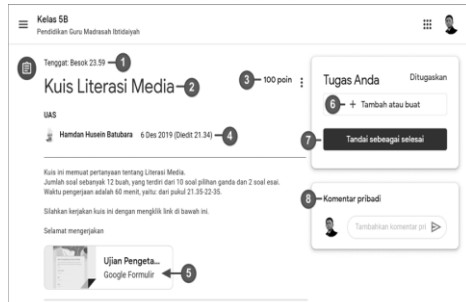 Kelas 5B
Pendidikan Guru Madrasah Ibtidaiyah
Tenggat: Besok 23.59 1
Kuis Literasi Media 2
3 100 poin
UAS
Hamdan Husein Batubara 6 Des 2019 (Diedit 21.34) 4
Kuis ini memuat pertanyaan tentang Literasi Media.
Jumlah soal sebanyak 12 buah, yang terdiri dari 10 soal pilihan ganda dan 2 soal esai.
Waktu pengerjaan adalah 60 menit, yaitu: dari pukul 21.35-22-35.
Silahkan kerjakan kuis ini dengan mengklik link di bawah ini.
Selamat mengerjakan
Ujian Pengeta...
Google Formulir 5
Tugas Anda Ditugaskan
6 + Tambah atau buat
7 Tandai sebeagai selesai
8 Komentar pribadi
Tambahkan komentar pri